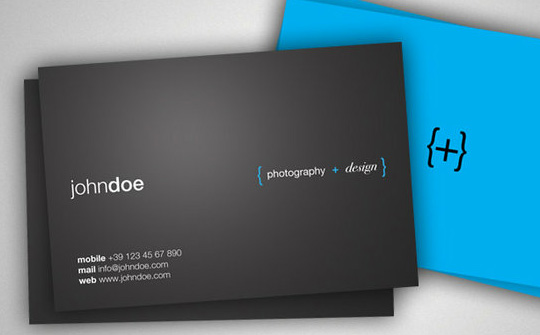 johndoe
{ photography + design }
mobile +39 123 45 67 890
mail info@johndoe.com
web www.johndoe.com
{+}